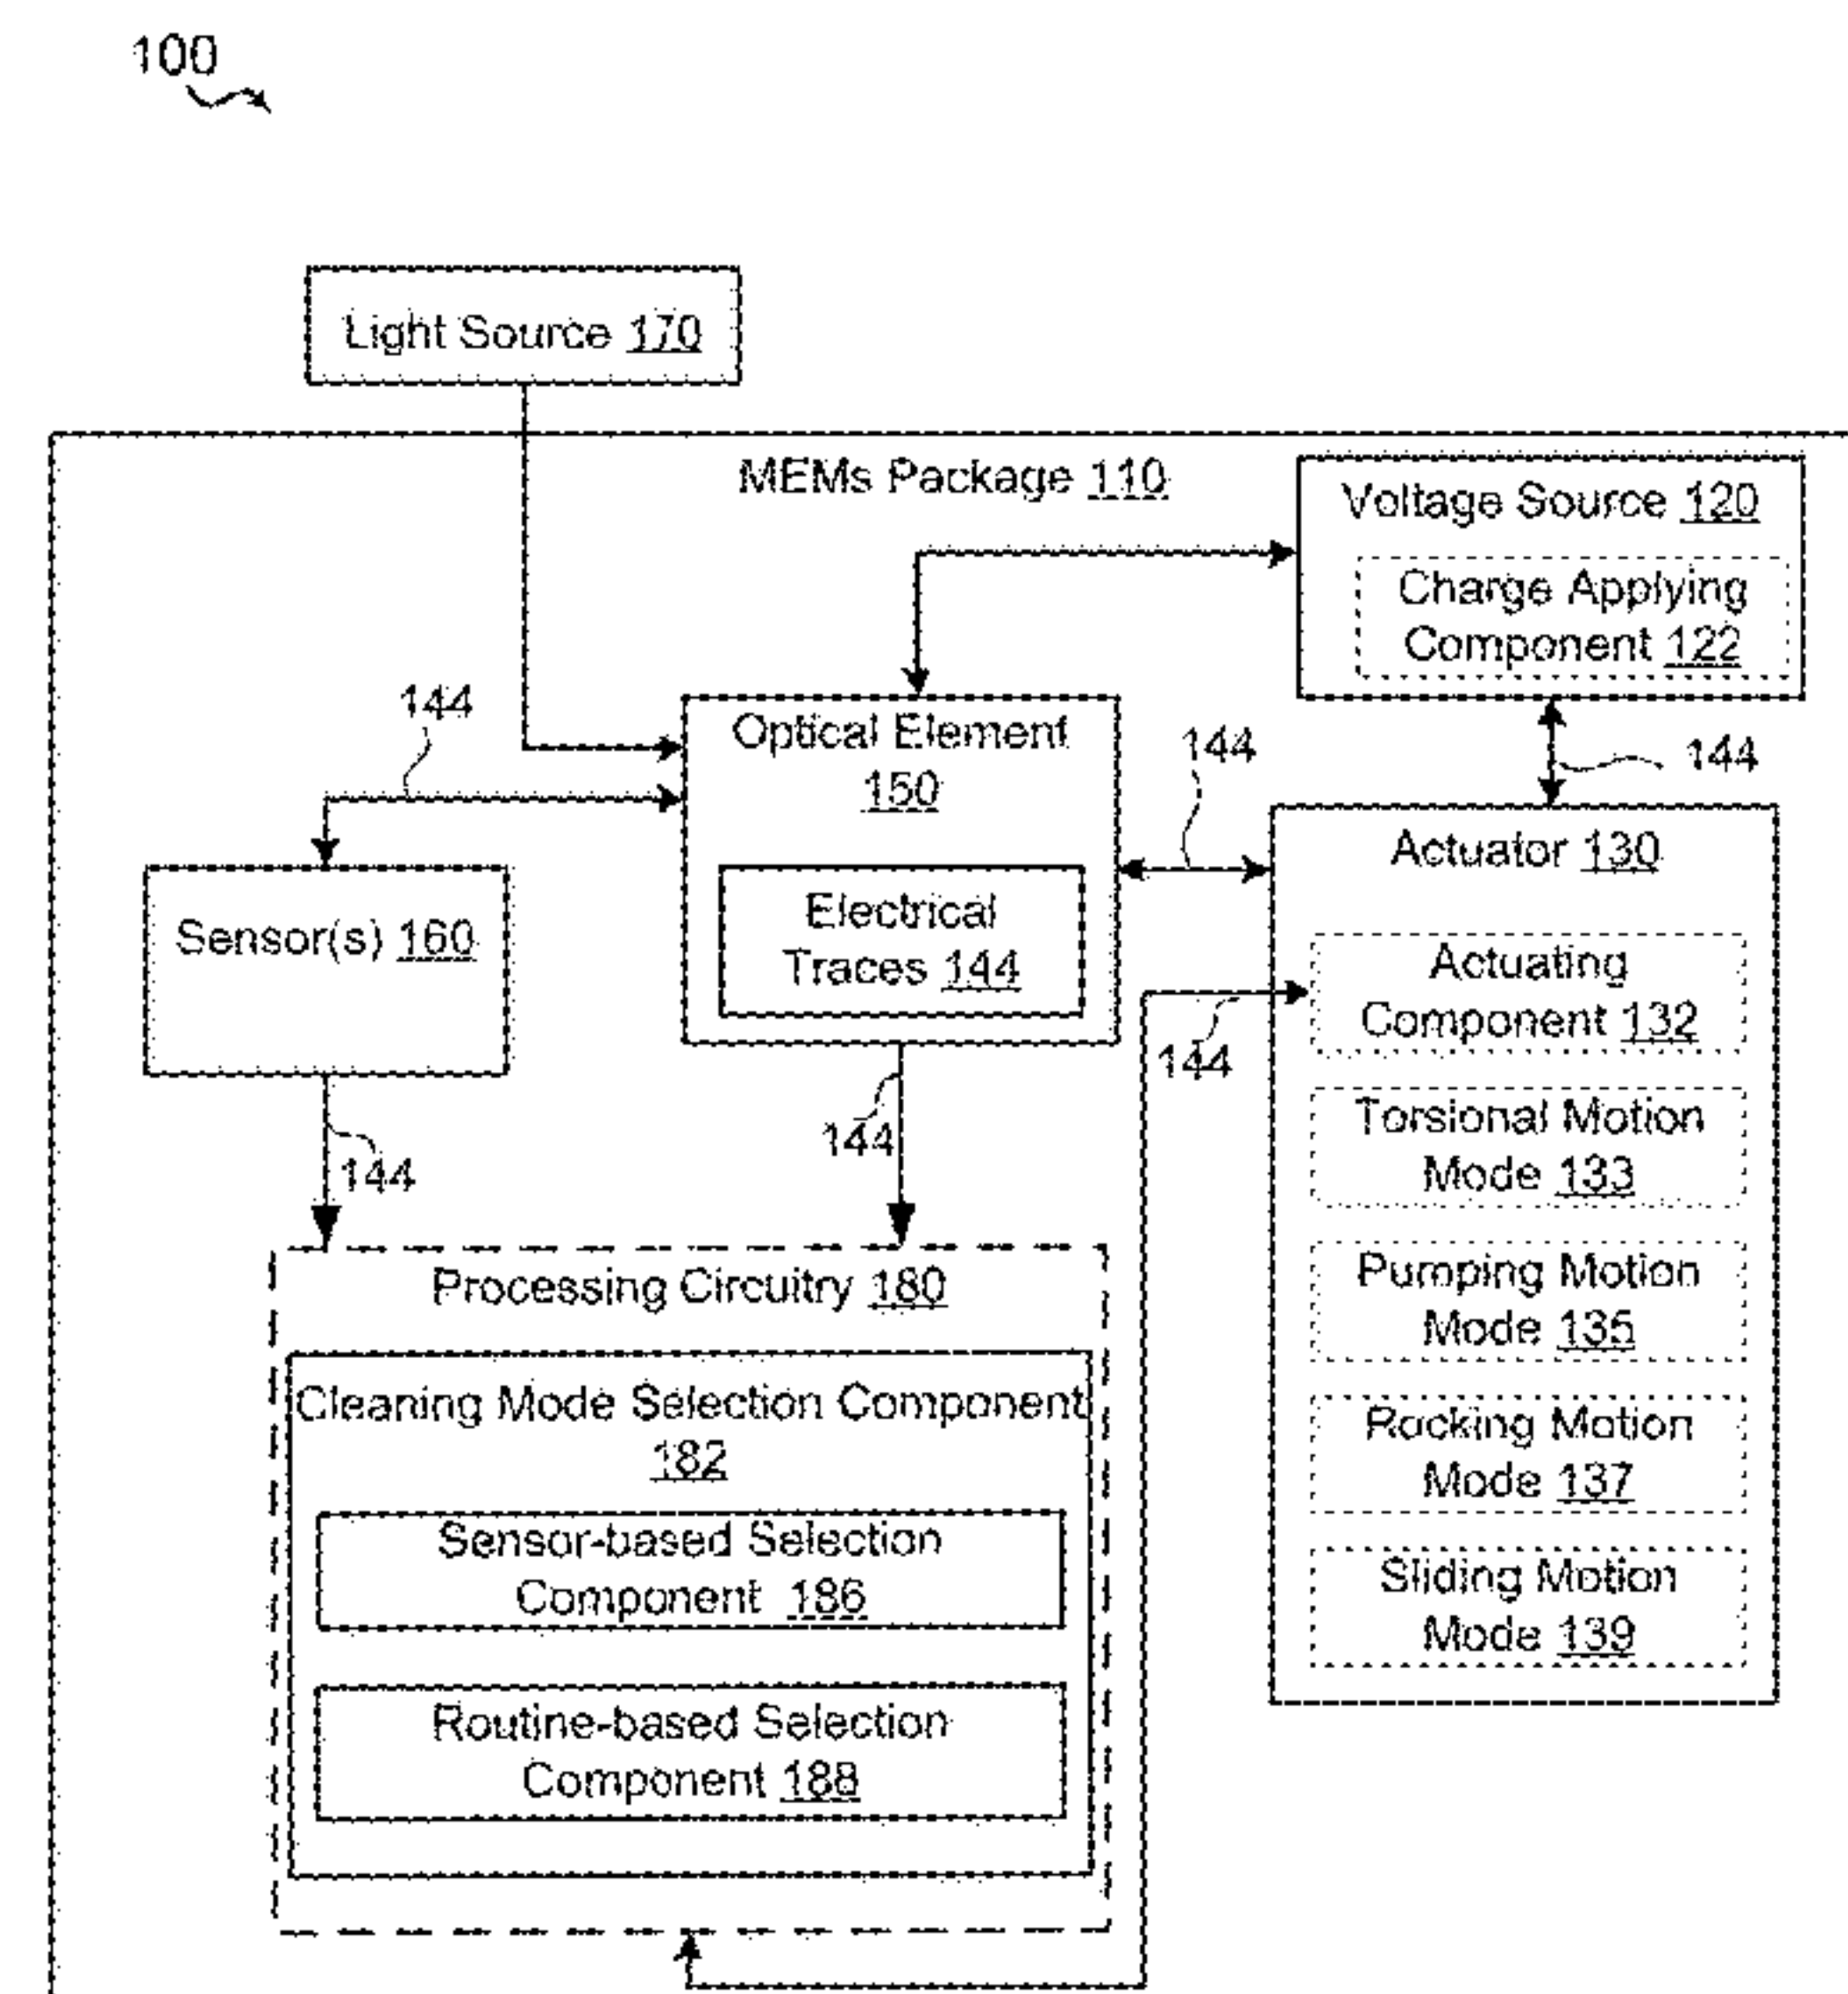 100
Light Source 170
MEMs Package 110
Voltage Source 120
Charge Applying
Component 122
144
Optical Element
150
144
144
Electrical
Traces 144
Sensor(s) 160
Actuator 130
Actuating
Component 132
144
Torsional Motion
Mode 133
144
144
Pumping Motion
Mode 135
Rocking Motion
Mode 137
Sliding Motion
Mode 139
Processing Circuitry 180
Cleaning Mode Selection Component
182
Sensor-based Selection
Component 186
Routine-based Selection
Component 188